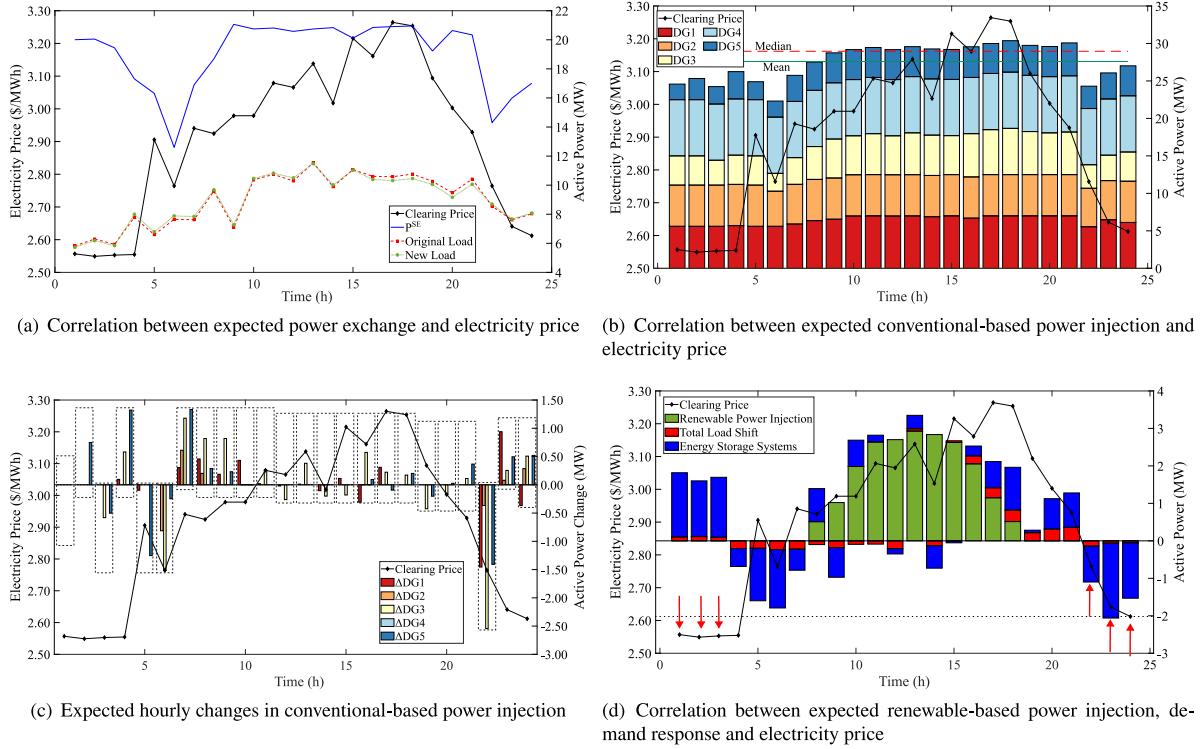 3.30
3.20
3.10
3.00
2.90
2.80
2.70
2.60
2.50
Electricity Price ($/MWh)
22
20
18
16
14
12
10
8
6
4
Active Power (MW)
0 5 10 15 20 25
Time (h)
Clearing Price
P^SE
Original Load
New Load
(a) Correlation between expected power exchange and electricity price
3.30
3.20
3.10
3.00
2.90
2.80
2.70
2.60
2.50
Electricity Price ($/MWh)
35
30
25
20
15
10
5
0
Active Power (MW)
0 5 10 15 20 25
Time (h)
Clearing Price
DG1 DG4
DG2 DG5
DG3
Median
Mean
(b) Correlation between expected conventional-based power injection and
electricity price
3.30
3.20
3.10
3.00
2.90
2.80
2.70
2.60
2.50
Electricity Price ($/MWh)
1.50
1.00
0.50
0.00
-0.50
-1.00
-1.50
-2.00
-2.50
-3.00
Active Power Change (MW)
5 10 15 20
Time (h)
Clearing Price
ΔDG1
ΔDG2
ΔDG3
ΔDG4
ΔDG5
(c) Expected hourly changes in conventional-based power injection
3.30
3.20
3.10
3.00
2.90
2.80
2.70
2.60
2.50
Electricity Price ($/MWh)
4
3
2
1
0
-1
-2
-3
Active Power (MW)
0 5 10 15 20 25
Time (h)
Clearing Price
Renewable Power Injection
Total Load Shift
Energy Storage Systems
(d) Correlation between expected renewable-based power injection, de-
mand response and electricity price